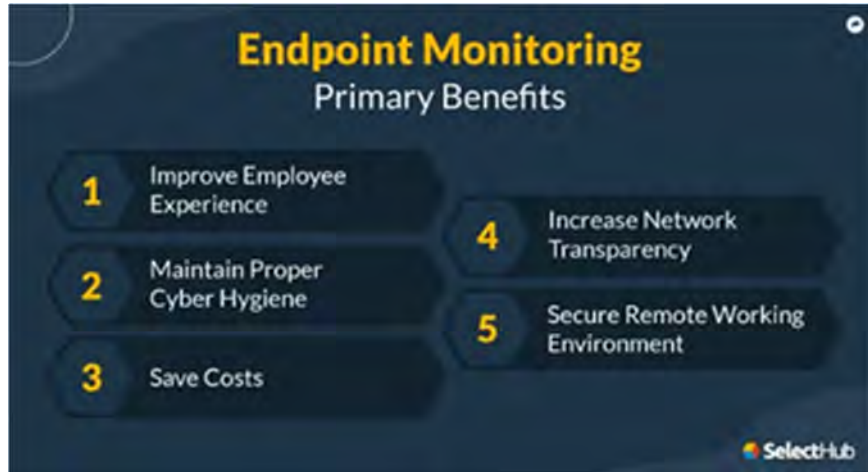 Endpoint Monitoring
Primary Benefits
1
Improve Employee
Experience
2
Maintain Proper
Cyber Hygiene
3
Save Costs
4
Increase Network
Transparency
5
Secure Remote Working
Environment
SelectHub